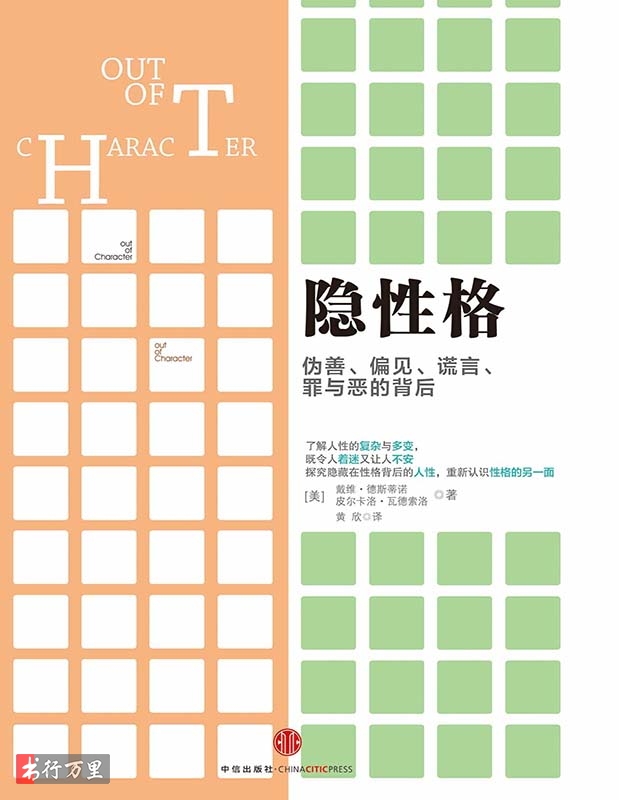 OUT
OF
CHARACTER
out
of
Character
out
of
Character
隐性格
伪善、偏见、谎言、
罪与恶的背后
了解人性的复杂与多变，
既令人着迷又让人不安
探究隐藏在性格背后的人性，重新认识性格的另一面
[美] 戴维·德斯蒂诺
皮尔卡洛·瓦德索洛 ◎著
黄 欣◎译
中信出版社·CHINACITICPRESS
书行万里